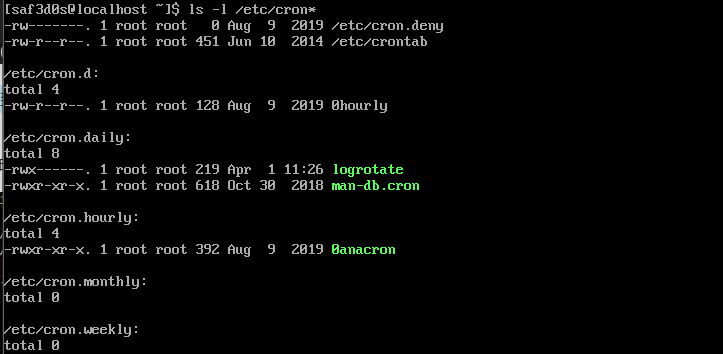 [saf3d0s@localhost ~]$ ls -l /etc/cron*
-rw-------. 1 root root   0 Aug  9  2019 /etc/cron.deny
-rw-r--r--. 1 root root 451 Jun 10  2014 /etc/crontab

/etc/cron.d:
total 4
-rw-r--r--. 1 root root 128 Aug  9  2019 0hourly

/etc/cron.daily:
total 8
-rwx------. 1 root root 219 Apr  1 11:26 logrotate
-rwxr-xr-x. 1 root root 618 Oct 30  2018 man-db.cron

/etc/cron.hourly:
total 4
-rwxr-xr-x. 1 root root 392 Aug  9  2019 0anacron

/etc/cron.monthly:
total 0

/etc/cron.weekly:
total 0